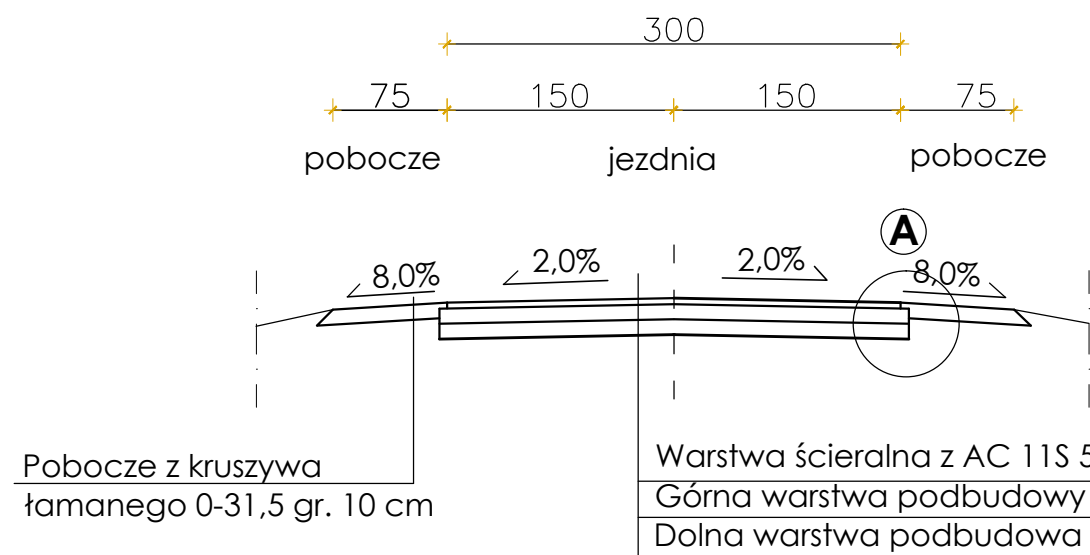 300
75 150 150 75
pobocze jezdnia pobocze
A
8,0% 2,0% 2,0% 8,0%
Pobocze z kruszywa
łamanego 0-31,5 gr. 10 cm
Warstwa ścieralna z AC 11S 5
Górna warstwa podbudowy
Dolna warstwa podbudowa